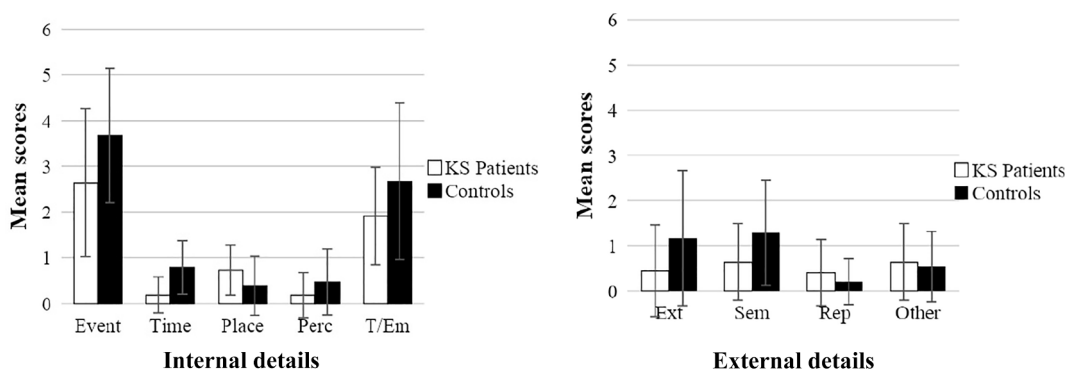 6
5
4
3
2
1
0
Mean scores
Event Time Place Perc T/Em
Internal details
KS Patients
Controls
6
5
4
3
2
1
0
Mean scores
Ext Sem Rep Other
External details
KS Patients
Controls